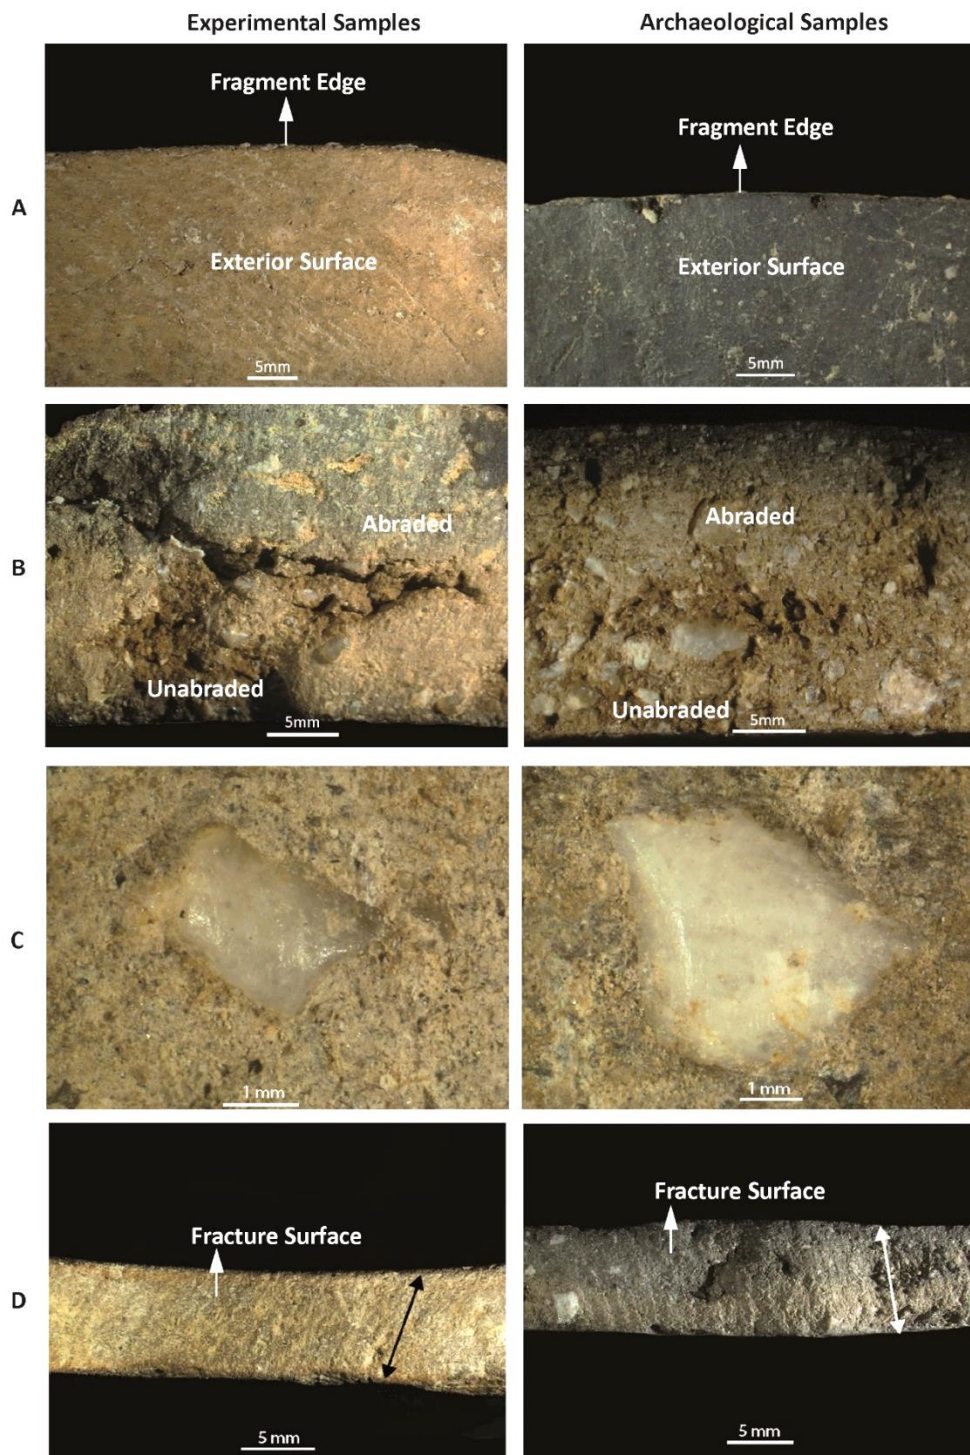 Experimental Samples
Archaeological Samples
A
Fragment Edge
Exterior Surface
5mm
Fragment Edge
Exterior Surface
5mm
B
Abraded
Unabraded
5mm
Abraded
Unabraded
5mm
C
1 mm
1 mm
D
Fracture Surface
5 mm
Fracture Surface
5 mm